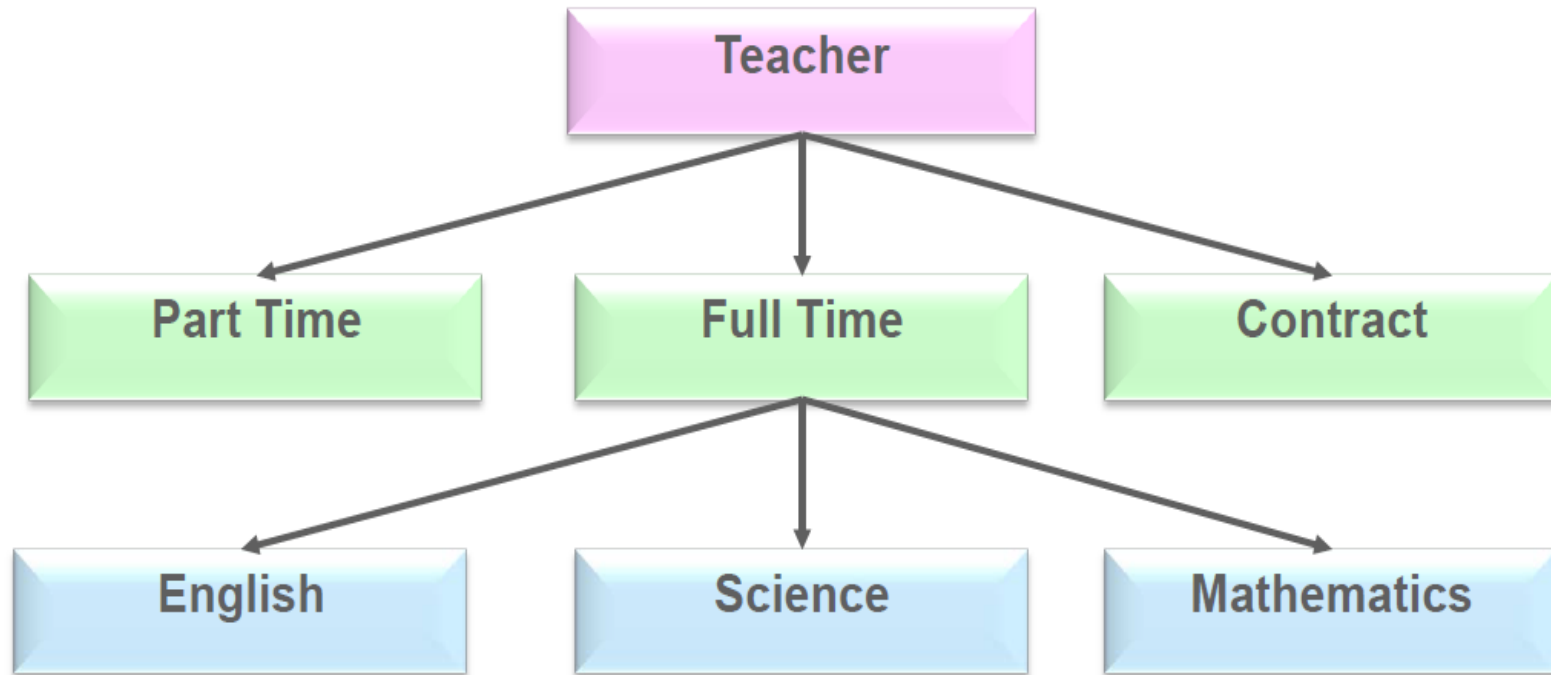 Teacher
Part Time
Full Time
Contract
English
Science
Mathematics